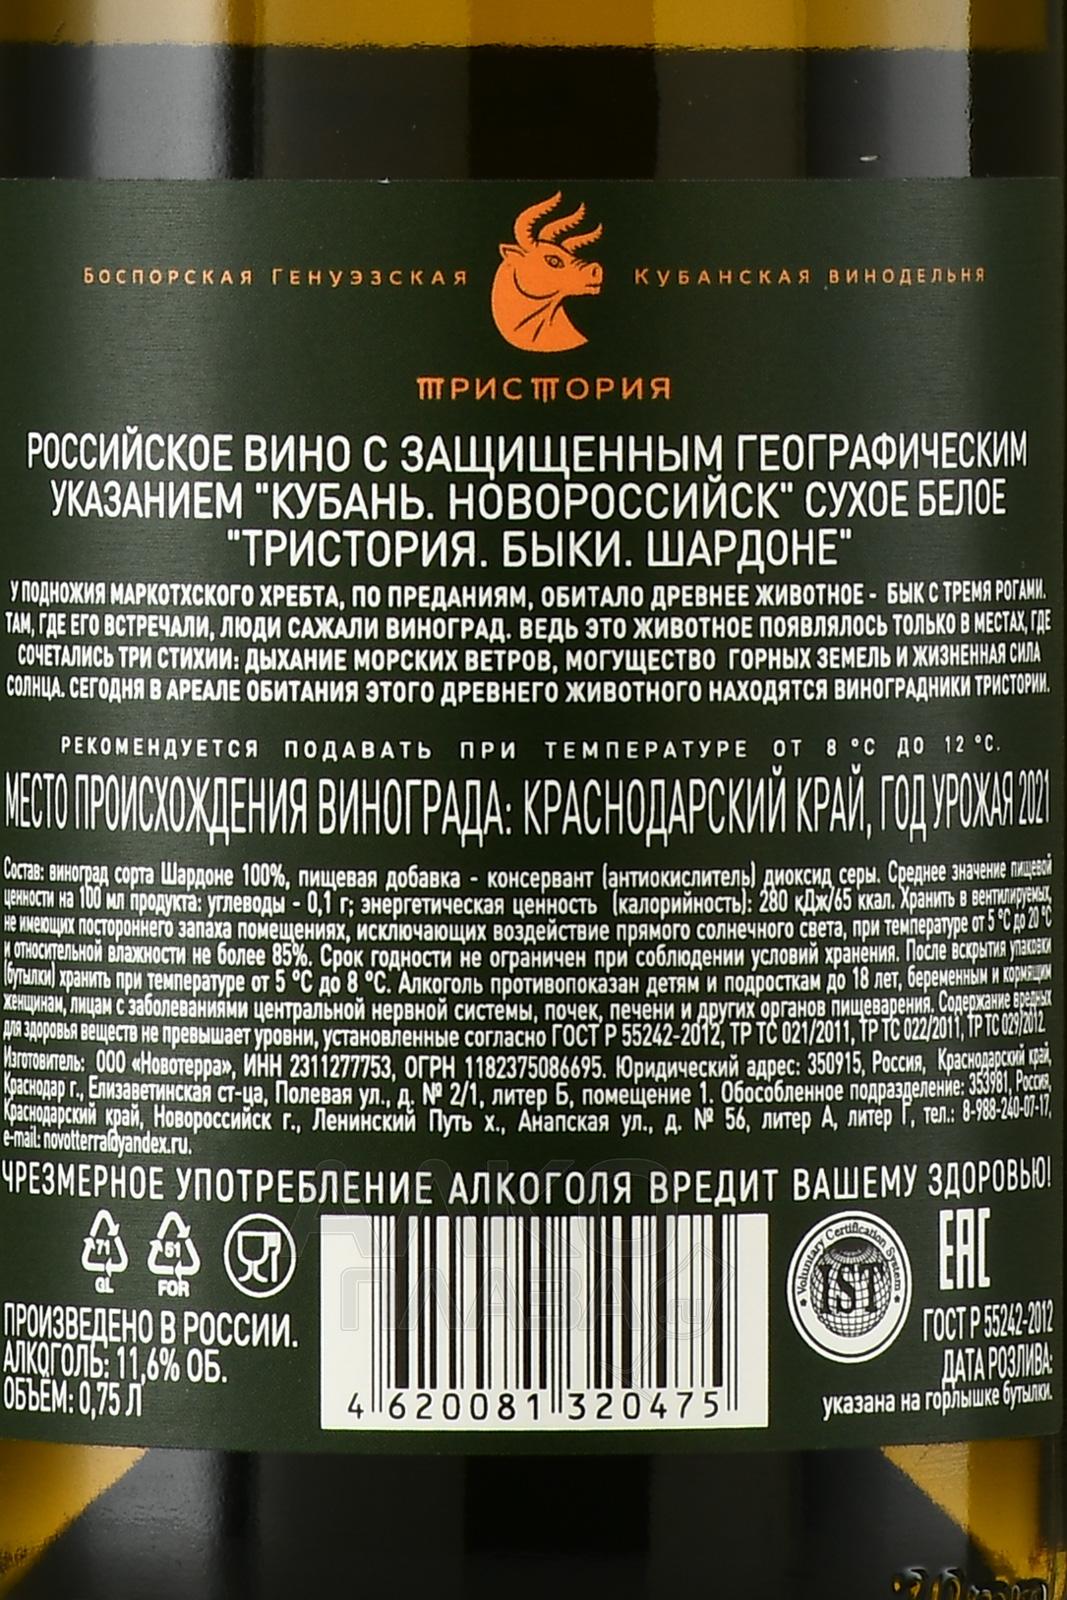 Боспорская Генуэзская Кубанская винодельня
ТРИСТОРИЯ
РОССИЙСКОЕ ВИНО С ЗАЩИЩЕННЫМ ГЕОГРАФИЧЕСКИМ
УКАЗАНИЕМ "КУБАНЬ. НОВОРОССИЙСК" СУХОЕ БЕЛОЕ
"ТРИСТОРИЯ. БЫКИ. ШАРДОНЕ"
У ПОДНОЖИЯ МАРКОТХСКОГО ХРЕБТА, ПО ПРЕДАНИЯМ, ОБИТАЛО ДРЕВНЕЕ ЖИВОТНОЕ - БЫК С ТРЕМЯ РОГАМИ.
ТАМ, ГДЕ ЕГО ВСТРЕЧАЛИ, ЛЮДИ САЖАЛИ ВИНОГРАД. ВЕДЬ ЭТО ЖИВОТНОЕ ПОЯВЛЯЛОСЬ ТОЛЬКО В МЕСТАХ, ГДЕ
СОЧЕТАЛИСЬ ТРИ СТИХИИ: ДЫХАНИЕ МОРСКИХ ВЕТРОВ, МОГУЩЕСТВО ГОРНЫХ ЗЕМЕЛЬ И ЖИЗНЕННАЯ СИЛА
СОЛНЦА. СЕГОДНЯ В АРЕАЛЕ ОБИТАНИЯ ЭТОГО ДРЕВНЕГО ЖИВОТНОГО НАХОДЯТСЯ ВИНОГРАДНИКИ ТРИСТОРИИ.
РЕКОМЕНДУЕТСЯ ПОДАВАТЬ ПРИ ТЕМПЕРАТУРЕ ОТ 8 °С ДО 12 °С.
МЕСТО ПРОИСХОЖДЕНИЯ ВИНОГРАДА: КРАСНОДАРСКИЙ КРАЙ, ГОД УРОЖАЯ 2021
Состав: виноград сорта Шардоне 100%, пищевая добавка - консервант (антиокислитель) диоксид серы. Среднее значение пищевой
ценности на 100 мл продукта: углеводы - 0,1 г; энергетическая ценность (калорийность): 280 кДж/65 ккал. Хранить в вентилируемых,
не имеющих постороннего запаха помещениях, исключающих воздействие прямого солнечного света, при температуре от 5 °С до 20 °С
и относительной влажности не более 85%. Срок годности не ограничен при соблюдении условий хранения. После вскрытия упаковки
(бутылки) хранить при температуре от 5 °С до 8 °С. Алкоголь противопоказан детям и подросткам до 18 лет, беременным и кормящим
женщинам, лицам с заболеваниями центральной нервной системы, почек, печени и других органов пищеварения. Содержание вредных
для здоровья веществ не превышает уровни, установленные согласно ГОСТ Р 55242-2012, ТР ТС 021/2011, ТР ТС 022/2011, ТР ТС 029/2012
Изготовитель: ООО «Новотерра», ИНН 2311277753, ОГРН 1182375086695. Юридический адрес: 350915, Россия, Краснодарский край,
Краснодар г., Елизаветинская ст-ца, Полевая ул., д. № 2/1, литер Б, помещение 1. Обособленное подразделение: 353981, Россия,
Краснодарский край, Новороссийск г., Ленинский Путь х., Анапская ул., д. № 56, литер А, литер Г, тел.: 8-988-240-07-17,
e-mail: novotterra@yandex.ru.
ЧРЕЗМЕРНОЕ УПОТРЕБЛЕНИЕ АЛКОГОЛЯ ВРЕДИТ ВАШЕМУ ЗДОРОВЬЮ!
71
GL
51
FOR
Voluntary Certification System
IST
ЕАС
АЛКО
ГЛАВА.ru
ПРОИЗВЕДЕНО В РОССИИ.
АЛКОГОЛЬ: 11,6% ОБ.
ОБЪЁМ: 0,75 Л
4 620081 320475
ГОСТ Р 55242-2012
ДАТА РОЗЛИВА:
указана на горлышке бутылки.